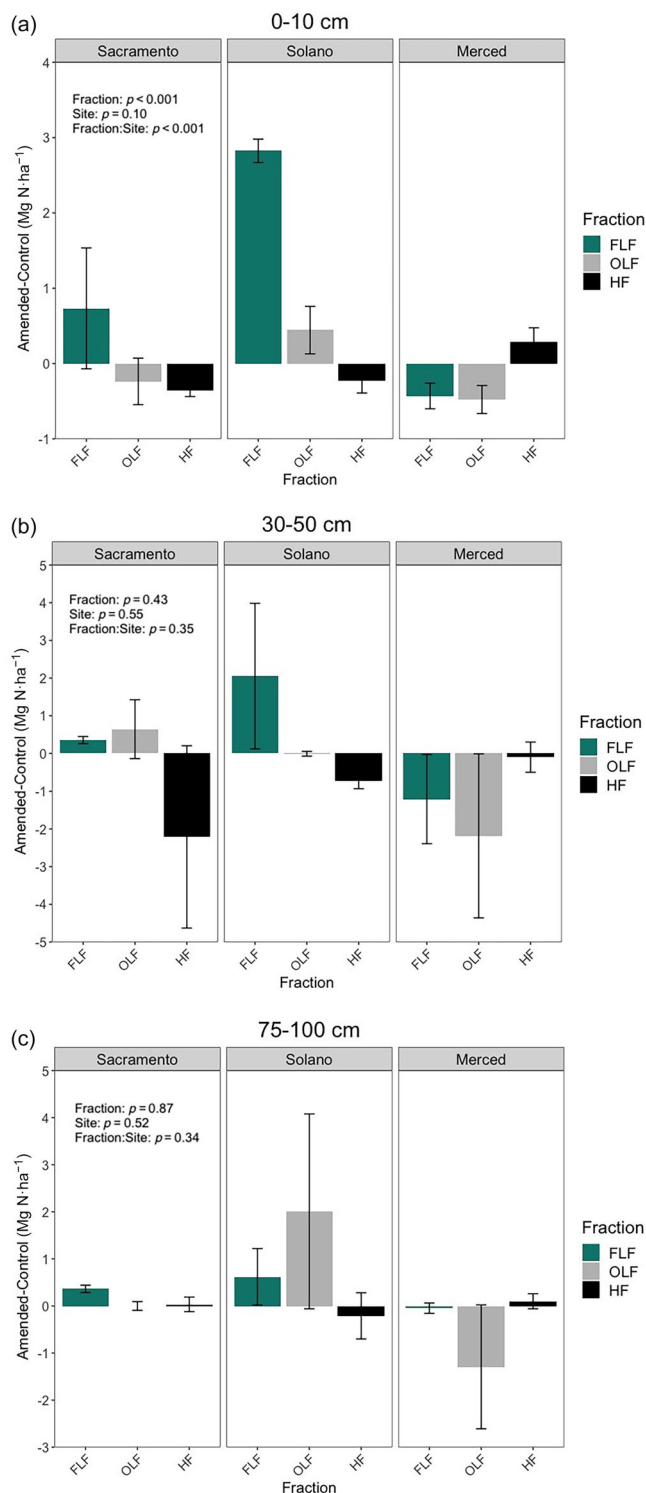 (a)
0-10 cm
Sacramento
Solano
Merced
Amended-Control (Mg N·ha⁻¹)
4
3
2
1
0
-1
Fraction: p < 0.001
Site: p = 0.10
Fraction:Site: p < 0.001
FLF
OLF
HF
FLF
OLF
HF
FLF
OLF
HF
Fraction
Fraction
FLF
OLF
HF
(b)
30-50 cm
Sacramento
Solano
Merced
Amended-Control (Mg N·ha⁻¹)
5
4
3
2
1
0
-1
-2
-3
-4
-5
Fraction: p = 0.43
Site: p = 0.55
Fraction:Site: p = 0.35
FLF
OLF
HF
FLF
OLF
HF
FLF
OLF
HF
Fraction
Fraction
FLF
OLF
HF
(c)
75-100 cm
Sacramento
Solano
Merced
Amended-Control (Mg N·ha⁻¹)
5
4
3
2
1
0
-1
-2
-3
Fraction: p = 0.87
Site: p = 0.52
Fraction:Site: p = 0.34
FLF
OLF
HF
FLF
OLF
HF
FLF
OLF
HF
Fraction
Fraction
FLF
OLF
HF